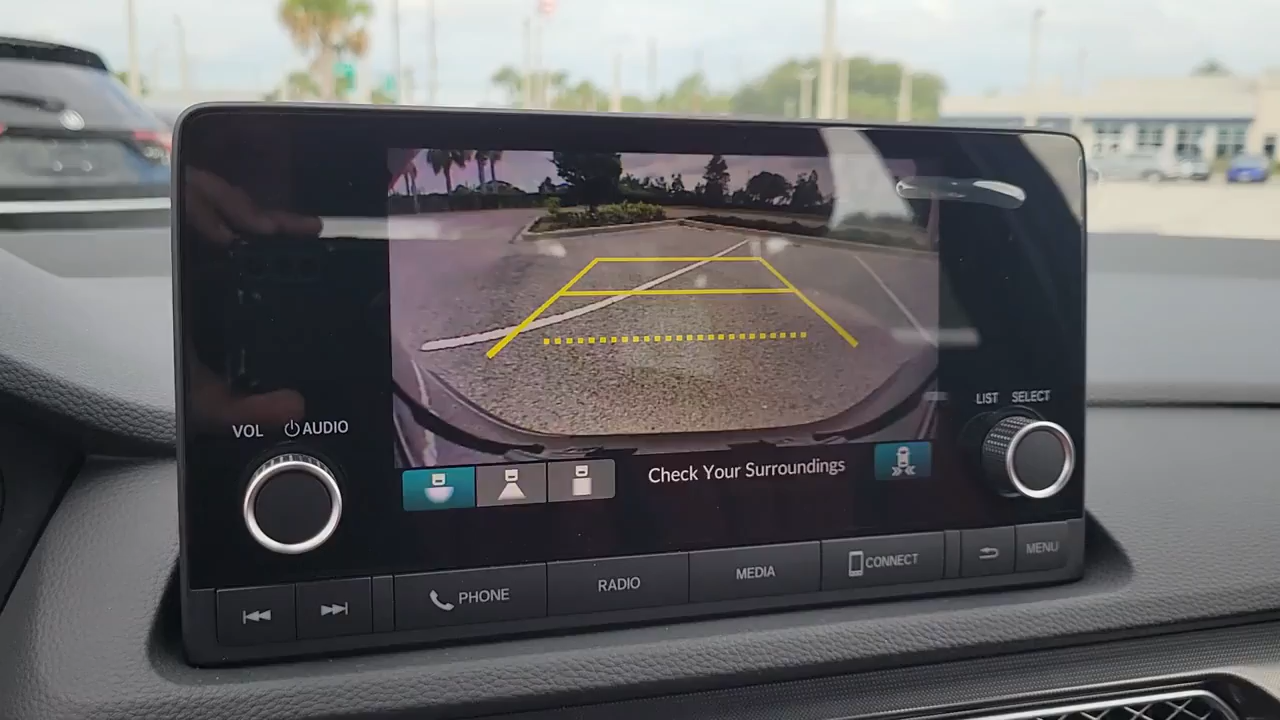 VOL AUDIO
LIST SELECT
Check Your Surroundings
PHONE
RADIO
MEDIA
CONNECT
MENU